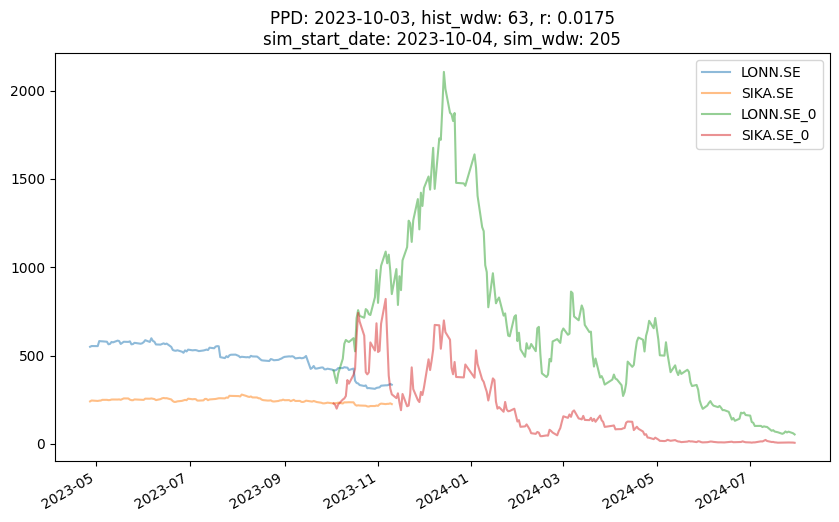 PPD: 2023-10-03, hist_wdw: 63, r: 0.0175
sim_start_date: 2023-10-04, sim_wdw: 205
LONN.SE
SIKA.SE
LONN.SE_0
SIKA.SE_0
2000
1500
1000
500
0
2023-05
2023-07
2023-09
2023-11
2024-01
2024-03
2024-05
2024-07